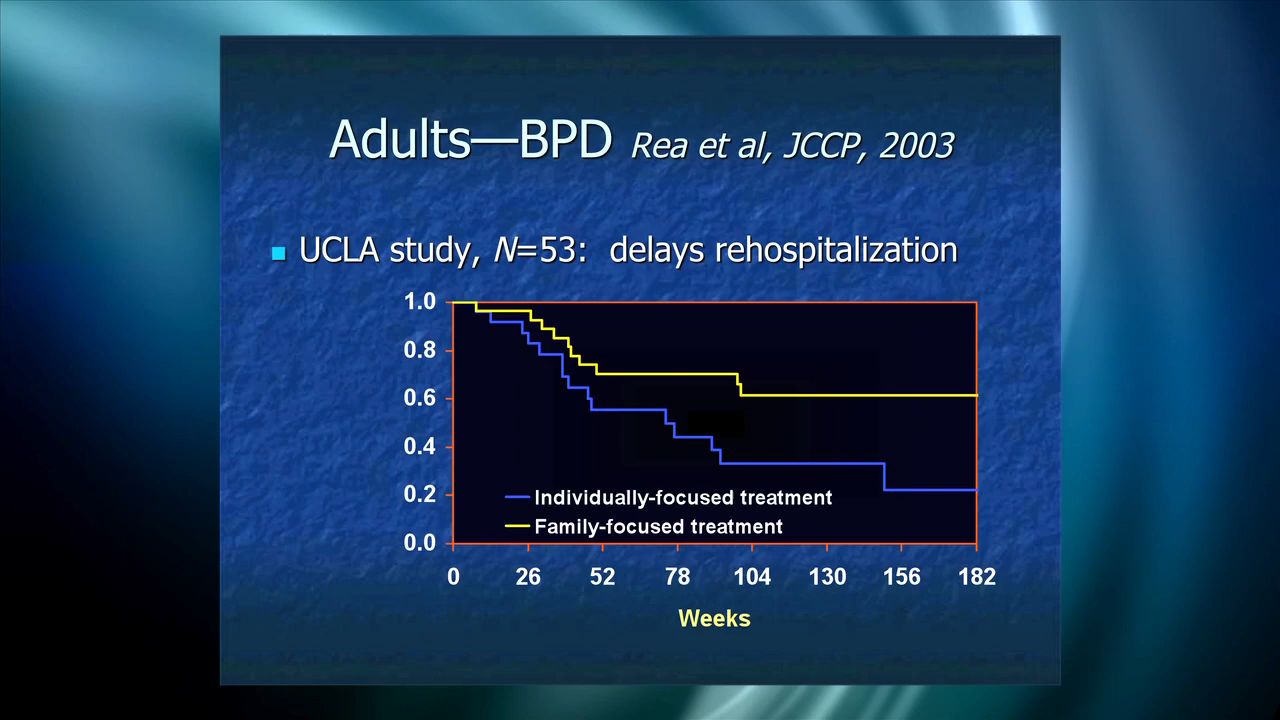 Adults—BPD Rea et al, JCCP, 2003
UCLA study, N=53: delays rehospitalization
1.0
0.8
0.6
0.4
0.2
0.0
Individually-focused treatment
Family-focused treatment
0 26 52 78 104 130 156 182
Weeks